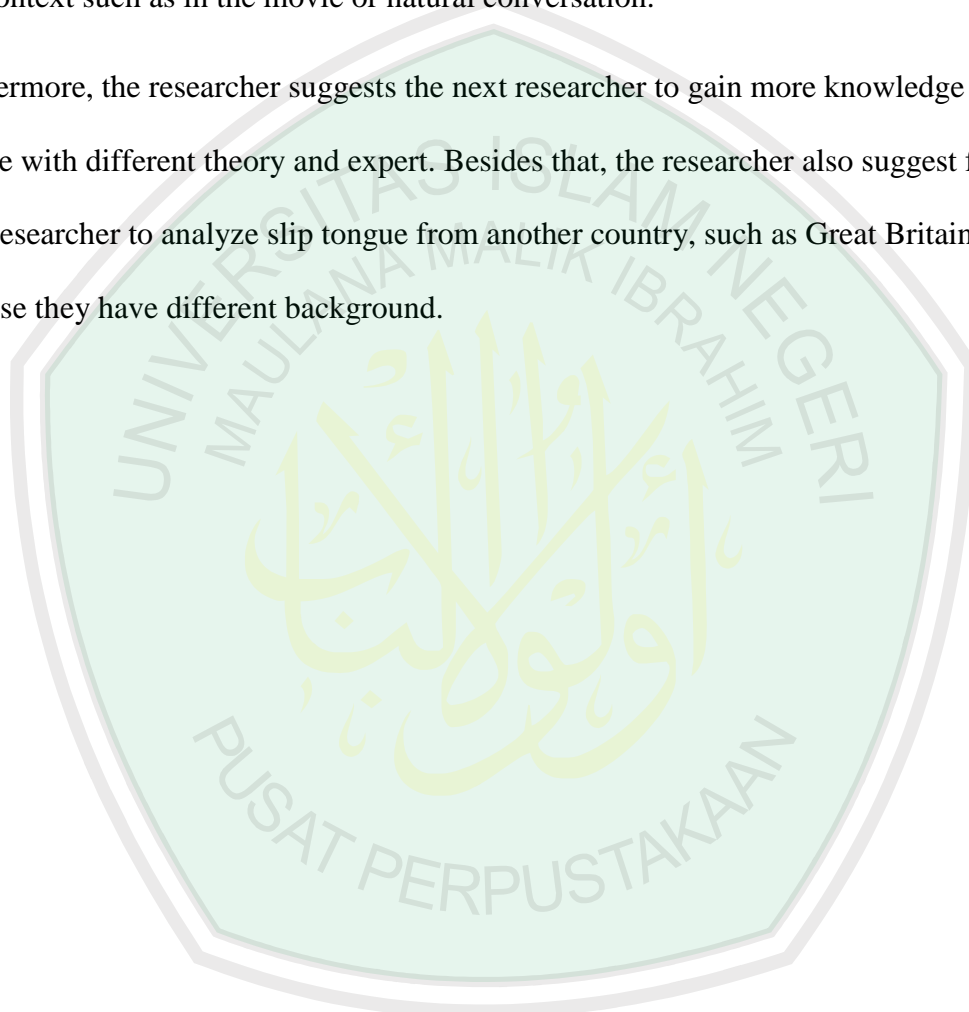 ontext such as in the movie or natural conversation.
ermore, the researcher suggests the next researcher to gain more knowledge
e with different theory and expert. Besides that, the researcher also suggest f
esearcher to analyze slip tongue from another country, such as Great Britain
se they have different background.
UNIVERSITAS ISLAM NEGERI
MAULANA MALIK IBRAHIM
PUSAT PERPUSTAKAAN